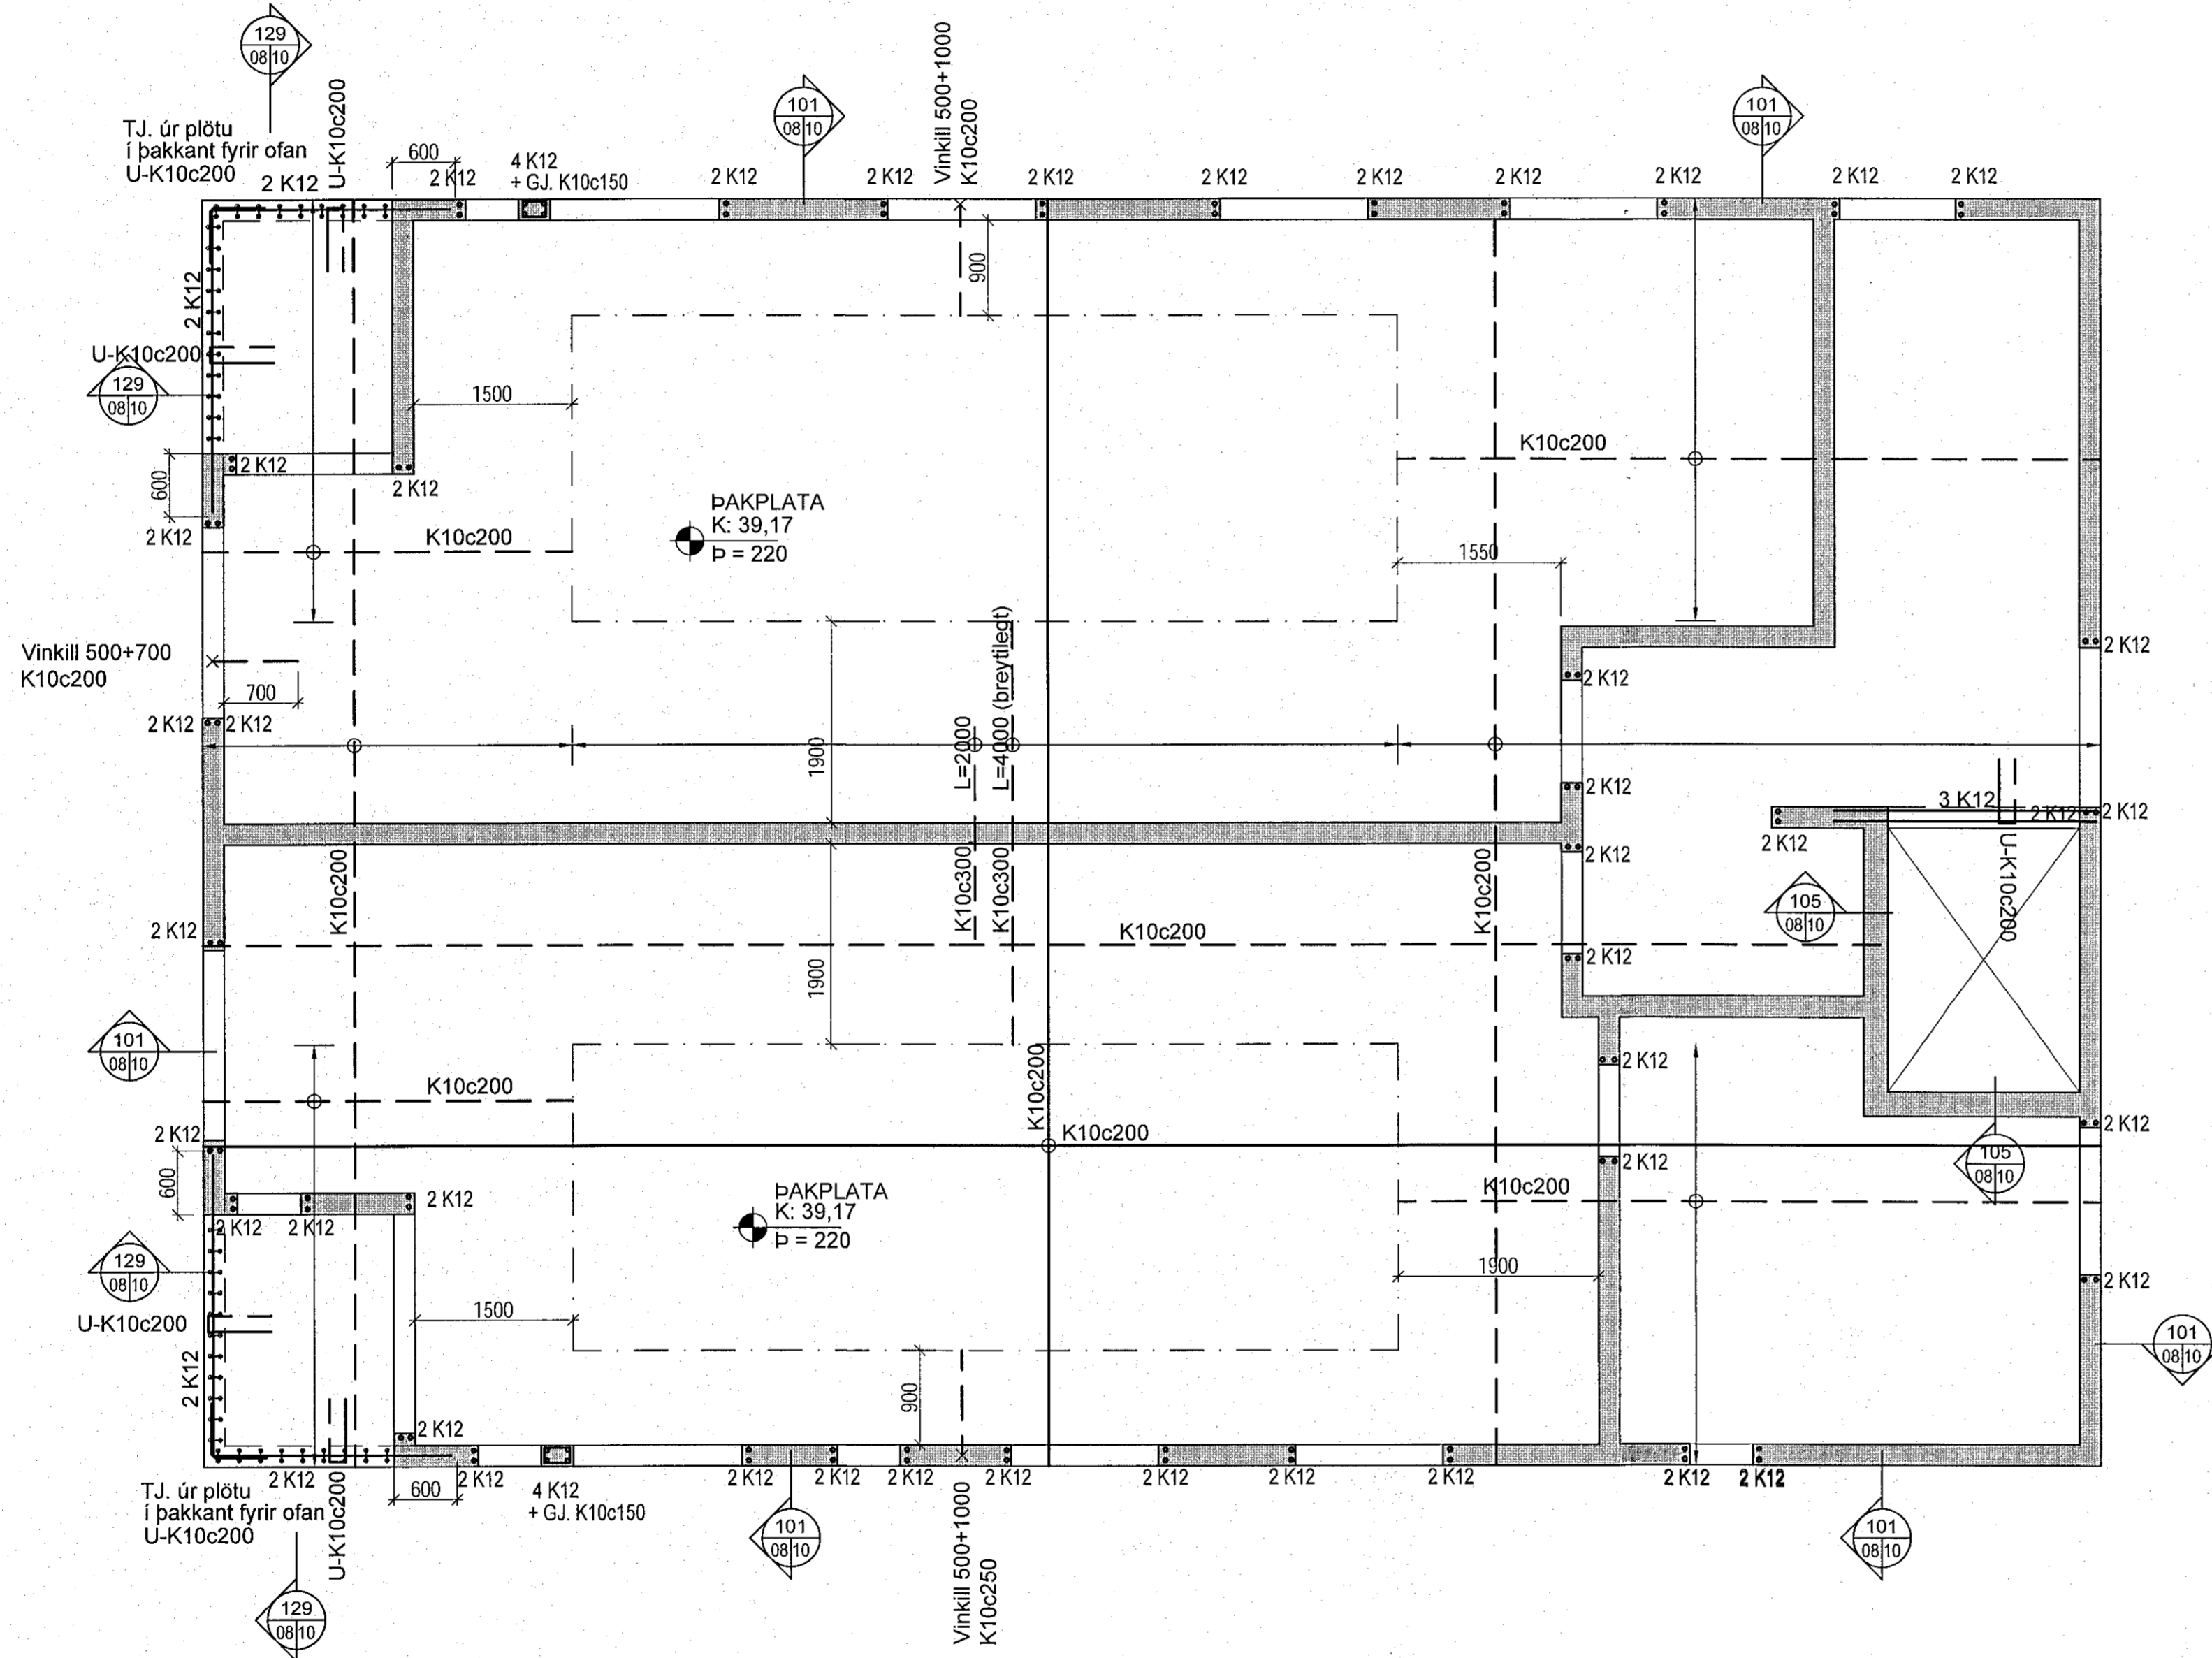 129
08 10
TJ. úr plötu
í þakkant fyrir ofan
U-K10c200
2 K12
U-K10c200
600
2 K12
4 K12
+ GJ. K10c150
2 K12
101
08 10
2 K12
Vinkill 500+1000
K10c200
2 K12
2 K12
2 K12
2 K12
2 K12
101
08 10
2 K12
2 K12
900
2 K12
U-K10c200
129
08 10
1500
600
2 K12
2 K12
2 K12
K10c200
ÞAKPLATA
K: 39,17
Þ = 220
K10c200
1550
Vinkill 500+700
K10c200
700
2 K12
2 K12
1900
L=2000
L=4000 (breytilegt)
2 K12
2 K12
2 K12
3 K12
2 K12
2 K12
2 K12
2 K12
U-K10c200
K10c200
K10c300
K10c300
K10c200
2 K12
K10c200
1900
105
08 10
2 K12
101
08 10
K10c200
K10c200
K10c200
2 K12
2 K12
2 K12
2 K12
105
08 10
600
2 K12
2 K12
2 K12
ÞAKPLATA
K: 39,17
Þ = 220
K10c200
129
08 10
1900
2 K12
U-K10c200
1500
101
08 10
2 K12
900
2 K12
TJ. úr plötu
í þakkant fyrir ofan
U-K10c200
2 K12
U-K10c200
600
2 K12
4 K12
+ GJ. K10c150
2 K12
2 K12
2 K12
2 K12
2 K12
2 K12
2 K12
2 K12
2 K12
101
08 10
Vinkill 500+1000
K10c250
101
08 10
129
08 10